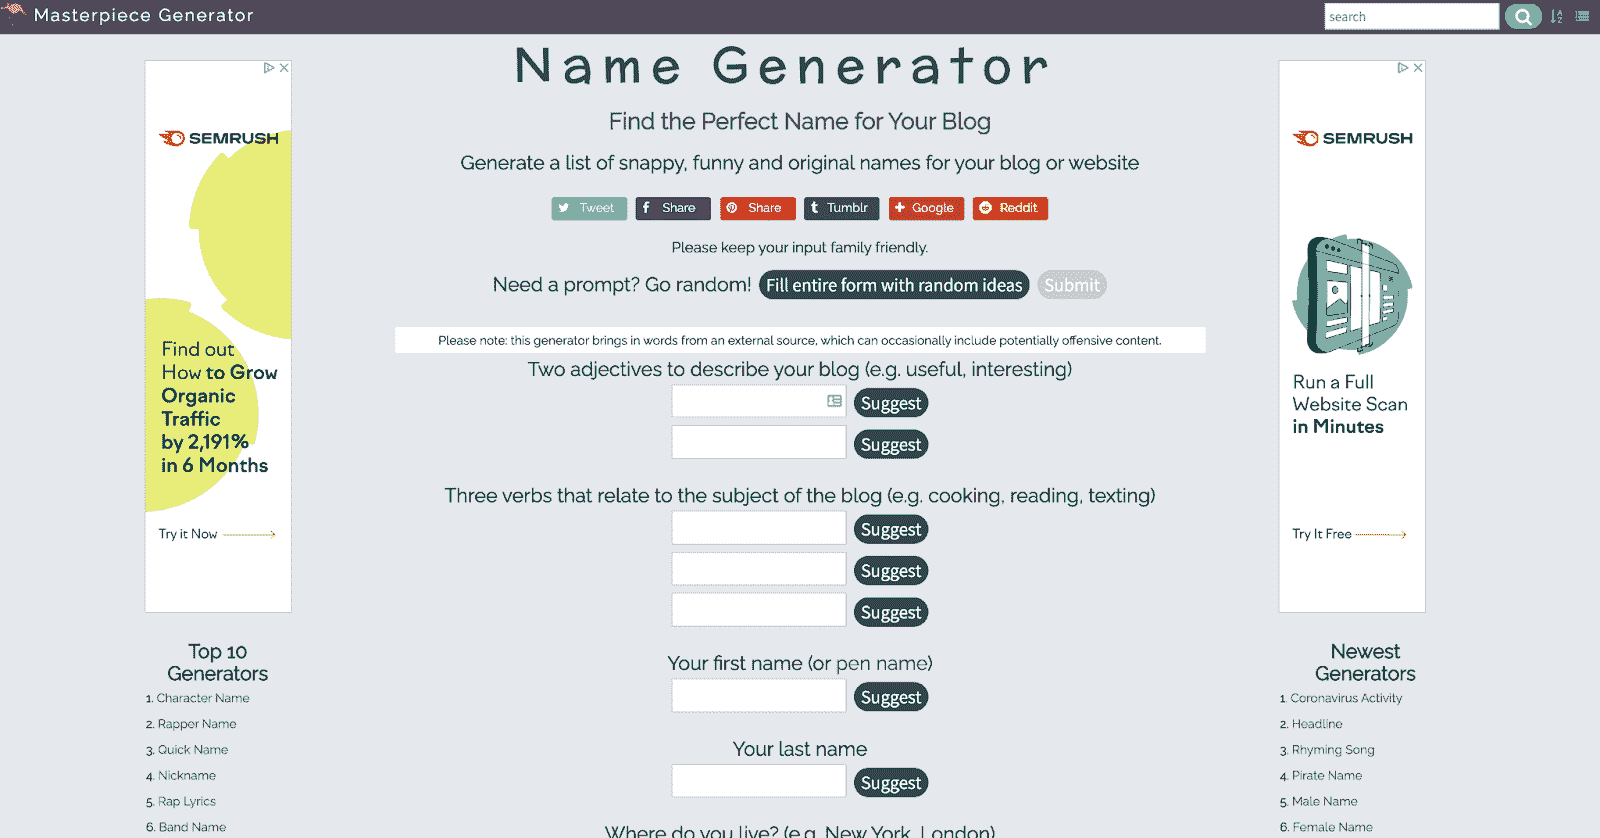 Masterpiece Generator
search
Name Generator
Find the Perfect Name for Your Blog
Generate a list of snappy, funny and original names for your blog or website
Tweet
Share
Share
Tumblr
Google
Reddit
Please keep your input family friendly.
Need a prompt? Go random! Fill entire form with random ideas Submit
Please note: this generator brings in words from an external source, which can occasionally include potentially offensive content.
Two adjectives to describe your blog (e.g. useful, interesting)
Suggest
Suggest
Three verbs that relate to the subject of the blog (e.g. cooking, reading, texting)
Suggest
Suggest
Suggest
Your first name (or pen name)
Suggest
Your last name
Suggest
Where do you live? (e.g. New York, London)
SEMRUSH
Find out
How to Grow
Organic
Traffic
by 2,191%
in 6 Months
Try it Now
Top 10
Generators
1. Character Name
2. Rapper Name
3. Quick Name
4. Nickname
5. Rap Lyrics
6. Band Name
SEMRUSH
Run a Full
Website Scan
in Minutes
Try It Free
Newest
Generators
1. Coronavirus Activity
2. Headline
3. Rhyming Song
4. Pirate Name
5. Male Name
6. Female Name